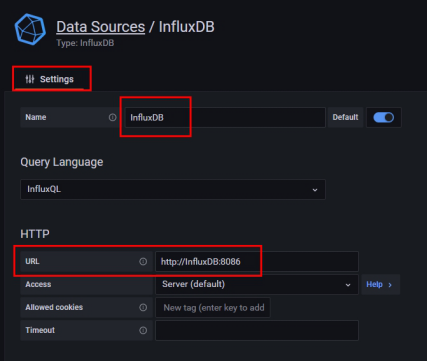 Data Sources / InfluxDB
Type: InfluxDB
Settings
Name InfluxDB Default
Query Language
InfluxQL
HTTP
URL http://InfluxDB:8086
Access Server (default) Help >
Allowed cookies New tag (enter key to add
Timeout